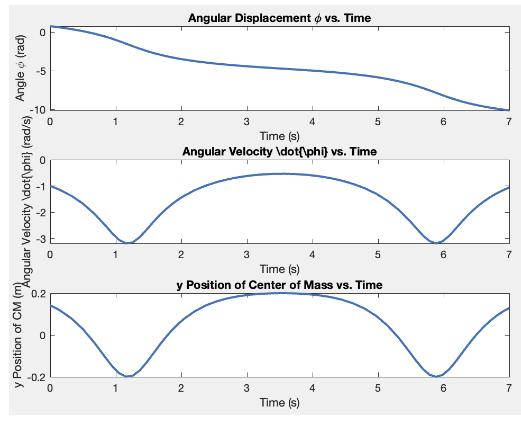 Angular Displacement ϕ vs. Time
Angle ϕ (rad)
0
-5
-10
0 1 2 3 4 5 6 7
Time (s)
Angular Velocity \dot{\phi} vs. Time
Angular Velocity \dot{\phi} (rad/s)
0
-1
-2
-3
0 1 2 3 4 5 6 7
Time (s)
y Position of Center of Mass vs. Time
y Position of CM (m)
0.2
0
-0.2
0 1 2 3 4 5 6 7
Time (s)